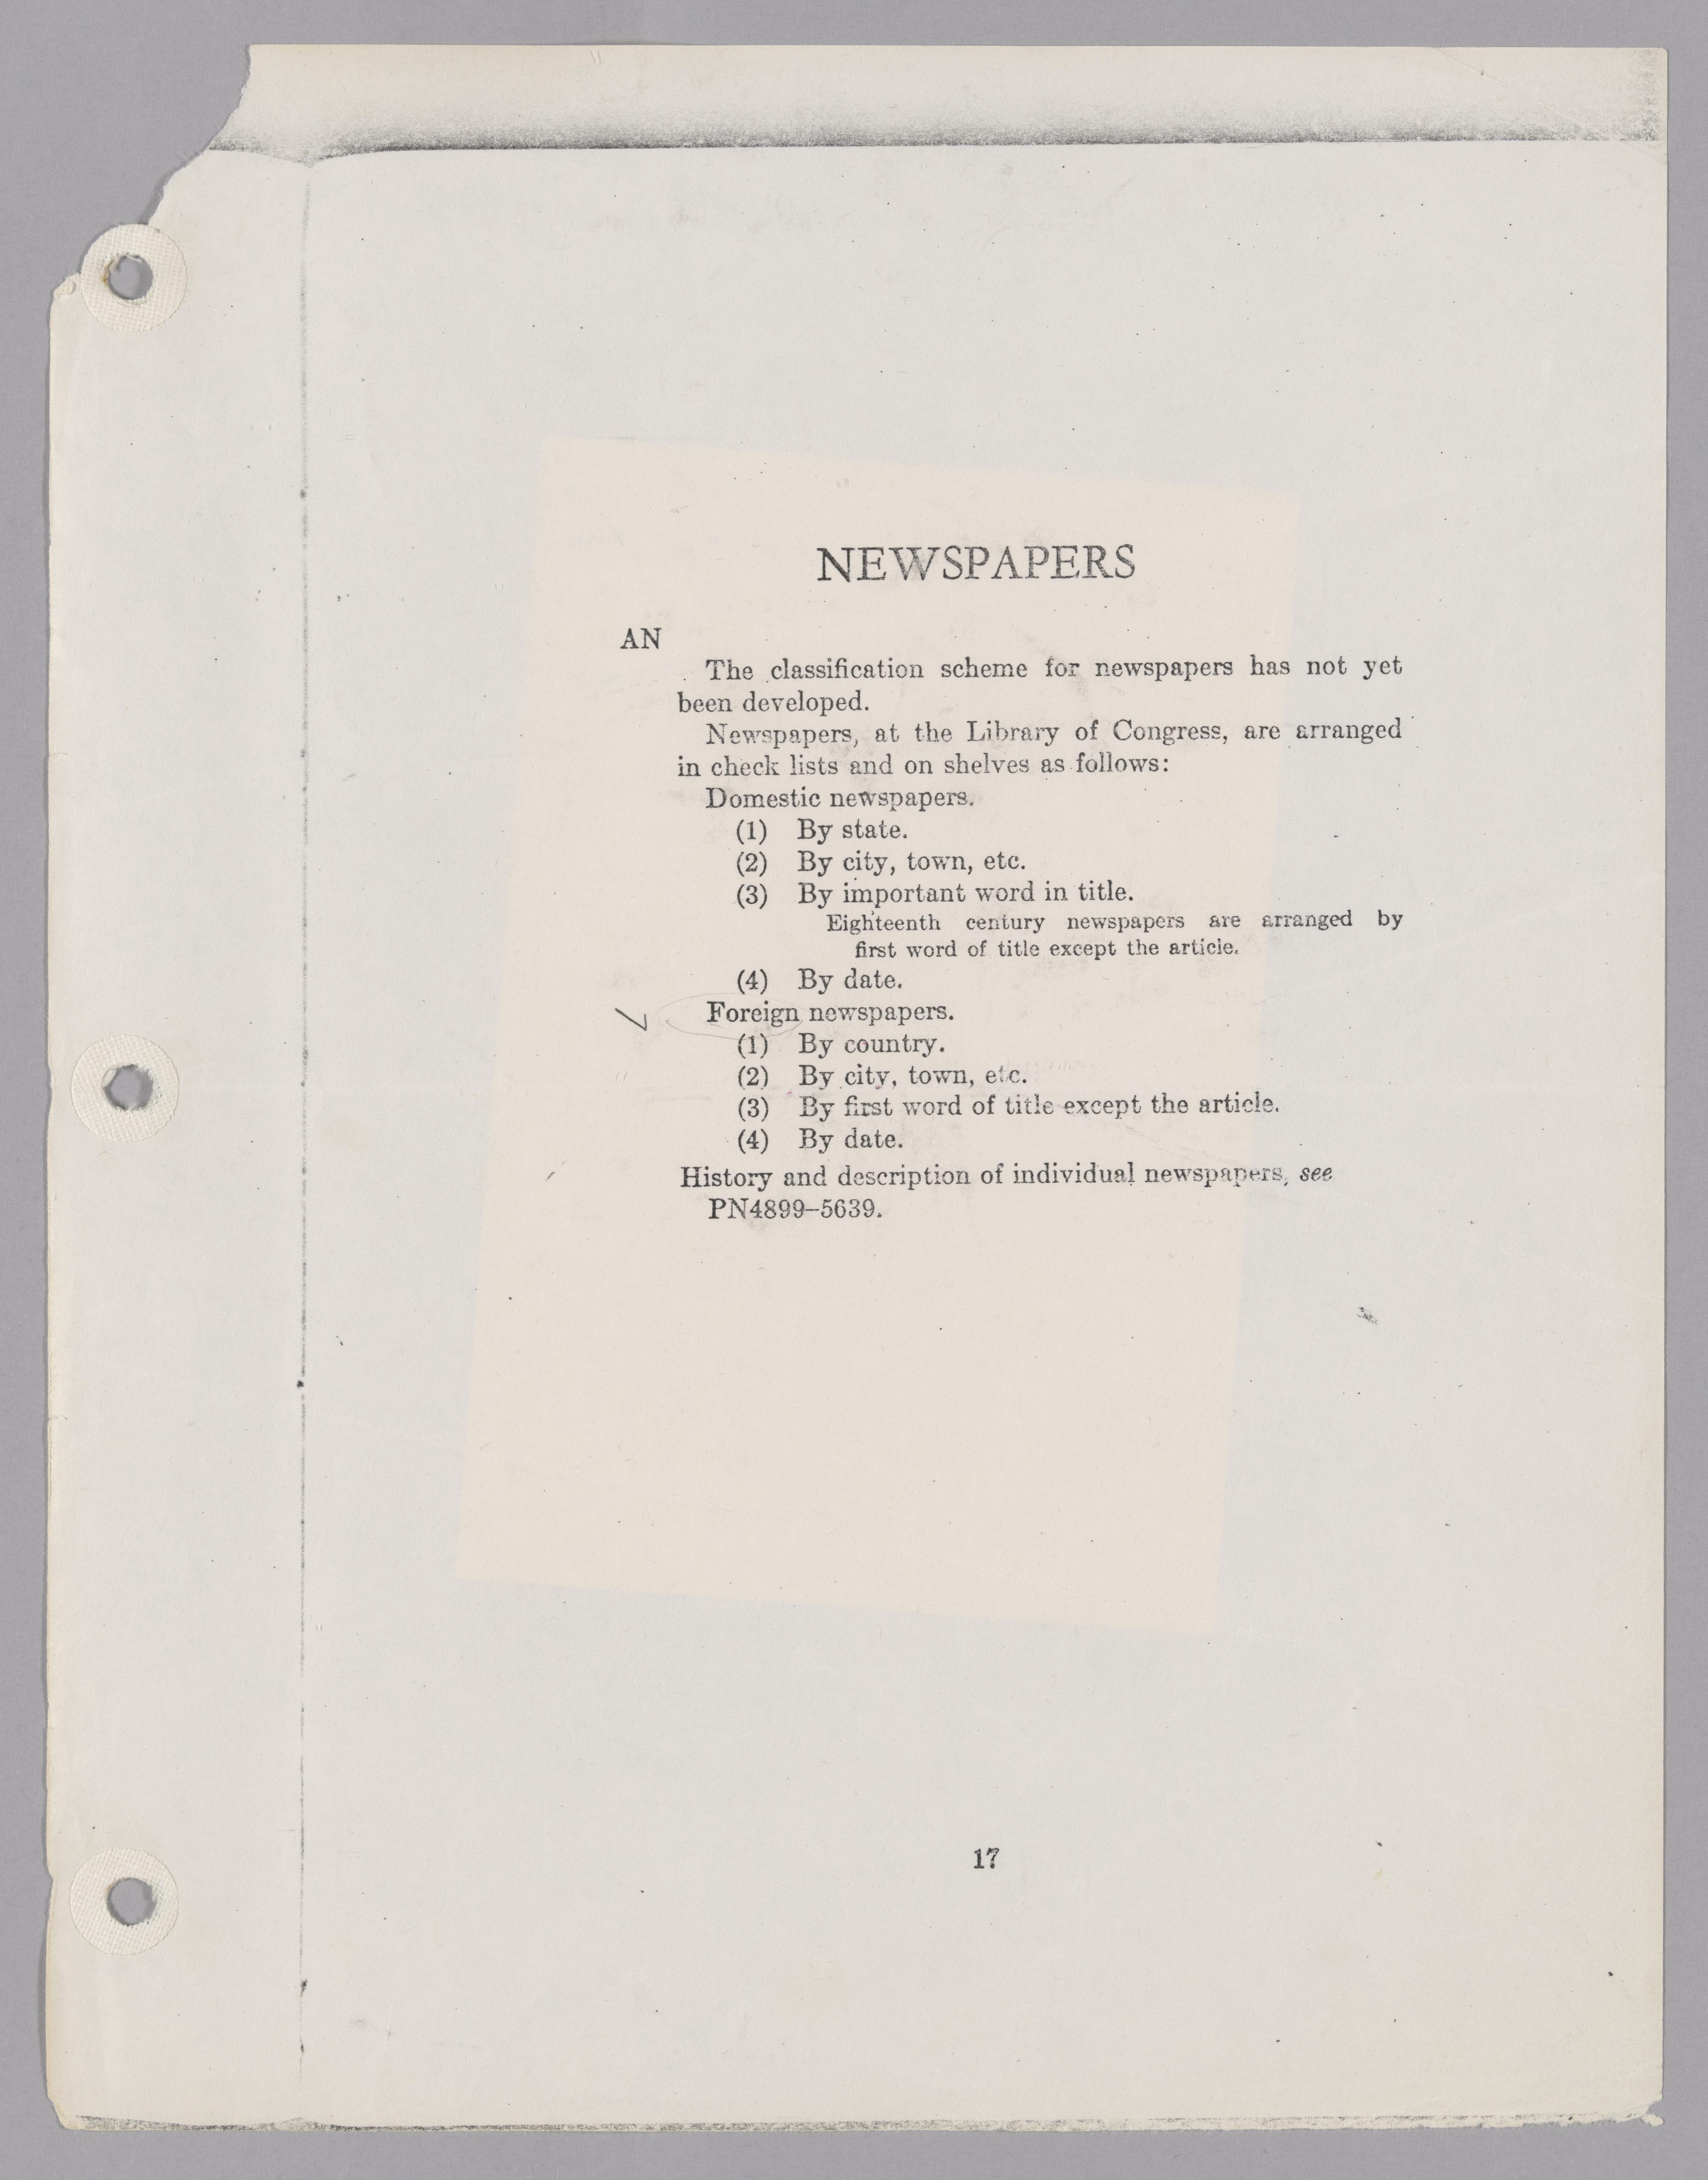 NEWSPAPERS
AN
The classification scheme for newspapers has not yet
been developed.
Newspapers, at the Library of Congress, are arranged
in check lists and on shelves as follows:
Domestic newspapers.
(1) By state.
(2) By city, town, etc.
(3) By important word in title.
Eighteenth century newspapers are arranged by
first word of title except the article.
(4) By date.
Foreign newspapers.
(1) By country.
(2) By city, town, etc.
(3) By first word of title except the article.
(4) By date.
History and description of individual newspapers, see
PN4899–5639.
17